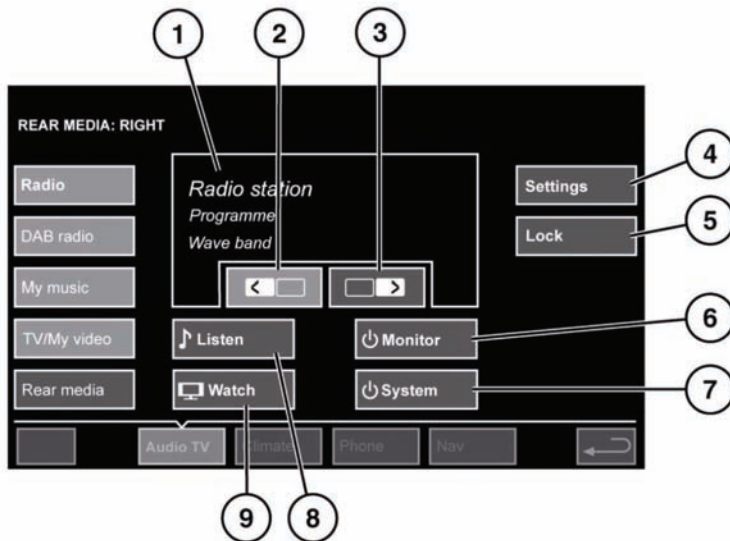 1
2
3
REAR MEDIA: RIGHT
4
Radio
Radio station
Settings
Programme
5
DAB radio
Wave band
Lock
My music
<
>
6
TV/My video
Listen
Monitor
Rear media
Watch
System
7
Audio TV
Climate
Phone
Nav
9
8